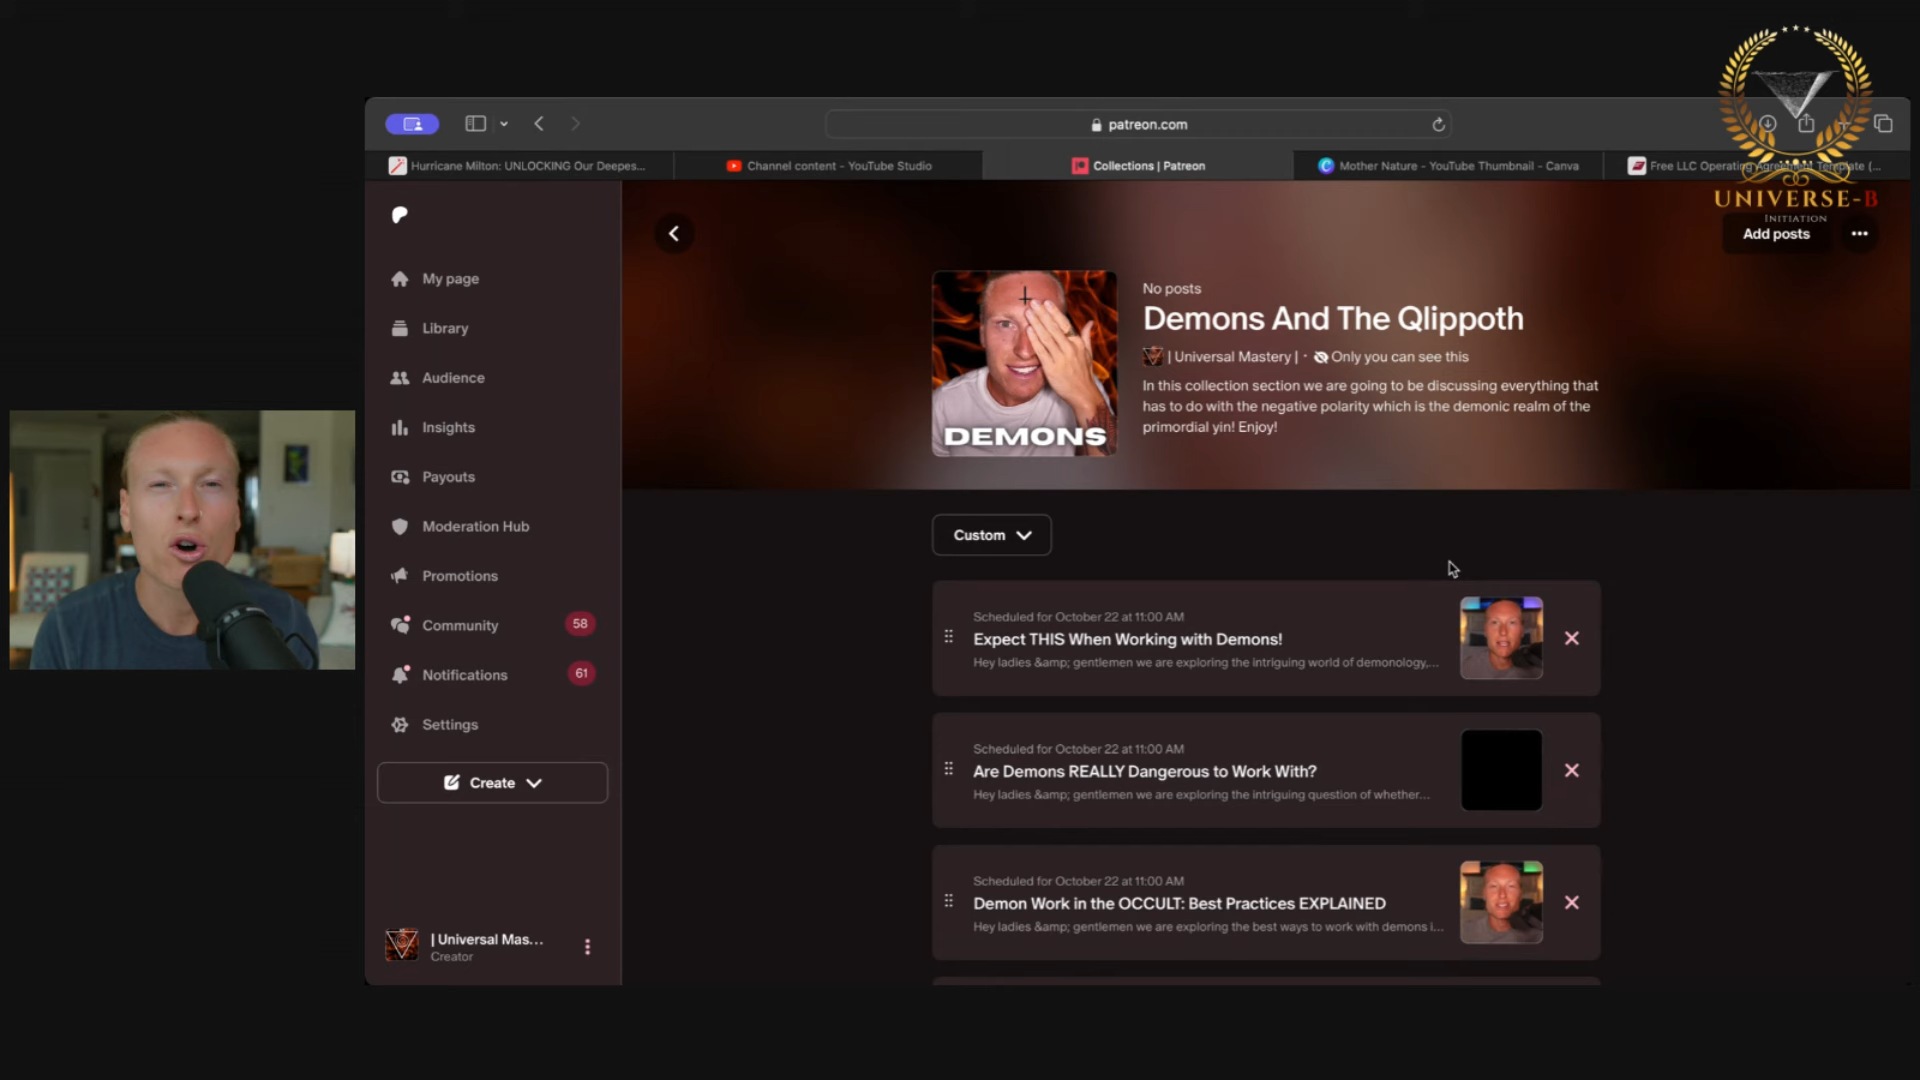 patreon.com
Hurricane Milton: UNLOCKING Our Deepes...
Channel content - YouTube Studio
Collections | Patreon
Mother Nature - YouTube Thumbnail - Canva
Free LLC Operating Agreement Template (...
UNIVERSE-B
INITIATION
Add posts
My page
Library
Audience
Insights
Payouts
Moderation Hub
Promotions
Community
58
Notifications
61
Settings
Create
| Universal Mas...
Creator
DEMONS
No posts
Demons And The Qlippoth
| Universal Mastery | · Only you can see this
In this collection section we are going to be discussing everything that
has to do with the negative polarity which is the demonic realm of the
primordial yin! Enjoy!
Custom
Scheduled for October 22 at 11:00 AM
Expect THIS When Working with Demons!
Hey ladies &amp; gentlemen we are exploring the intriguing world of demonology,...
Scheduled for October 22 at 11:00 AM
Are Demons REALLY Dangerous to Work With?
Hey ladies &amp; gentlemen we are exploring the intriguing question of whether...
Scheduled for October 22 at 11:00 AM
Demon Work in the OCCULT: Best Practices EXPLAINED
Hey ladies &amp; gentlemen we are exploring the best ways to work with demons i...